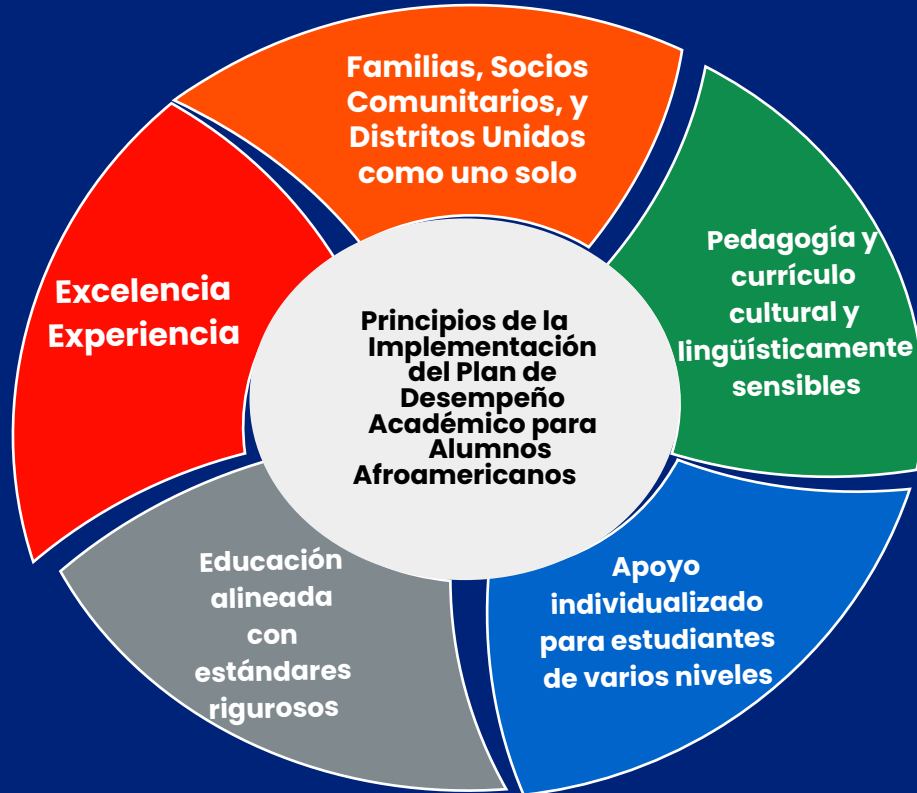 Familias, Socios
Comunitarios, y
Distritos Unidos
como uno solo
Pedagogía y
currículo
cultural y
lingüísticamente
sensibles
Excelencia
Experiencia
Principios de la
Implementación
del Plan de
Desempeño
Académico para
Alumnos
Afroamericanos
Educación
alineada
con
estándares
rigurosos
Apoyo
individualizado
para estudiantes
de varios niveles